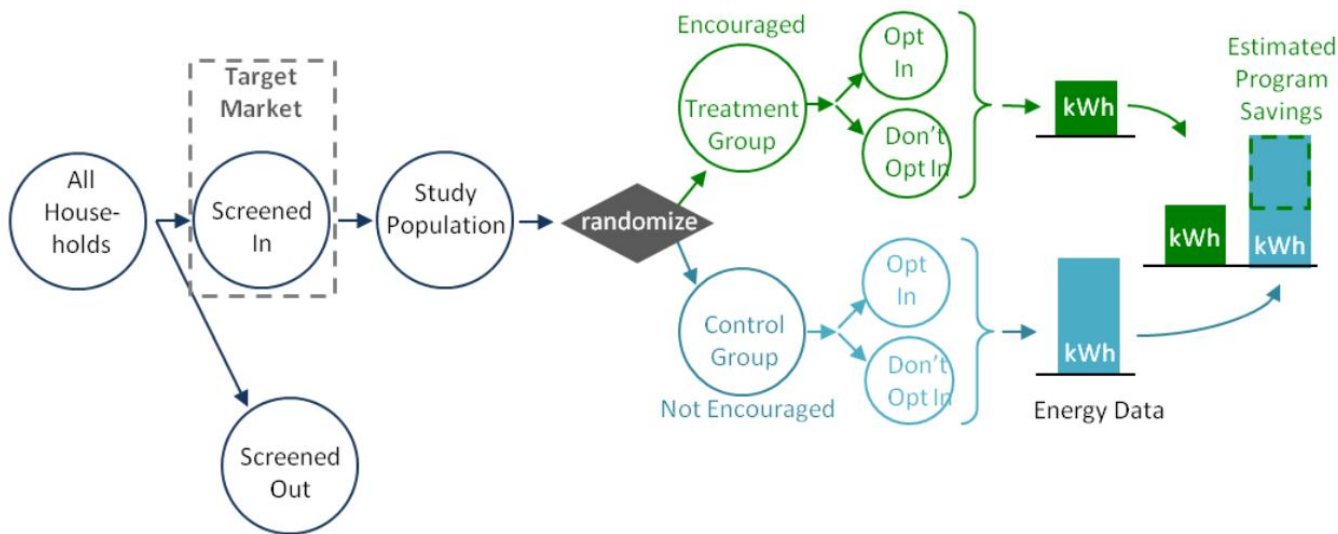 All
House-
holds
Target
Market
Screened
In
Screened
Out
Study
Population
randomize
Encouraged
Treatment
Group
Opt
In
Don't
Opt In
kWh
Control
Group
Not Encouraged
Opt
In
Don't
Opt In
kWh
Energy Data
Estimated
Program
Savings
kWh
kWh